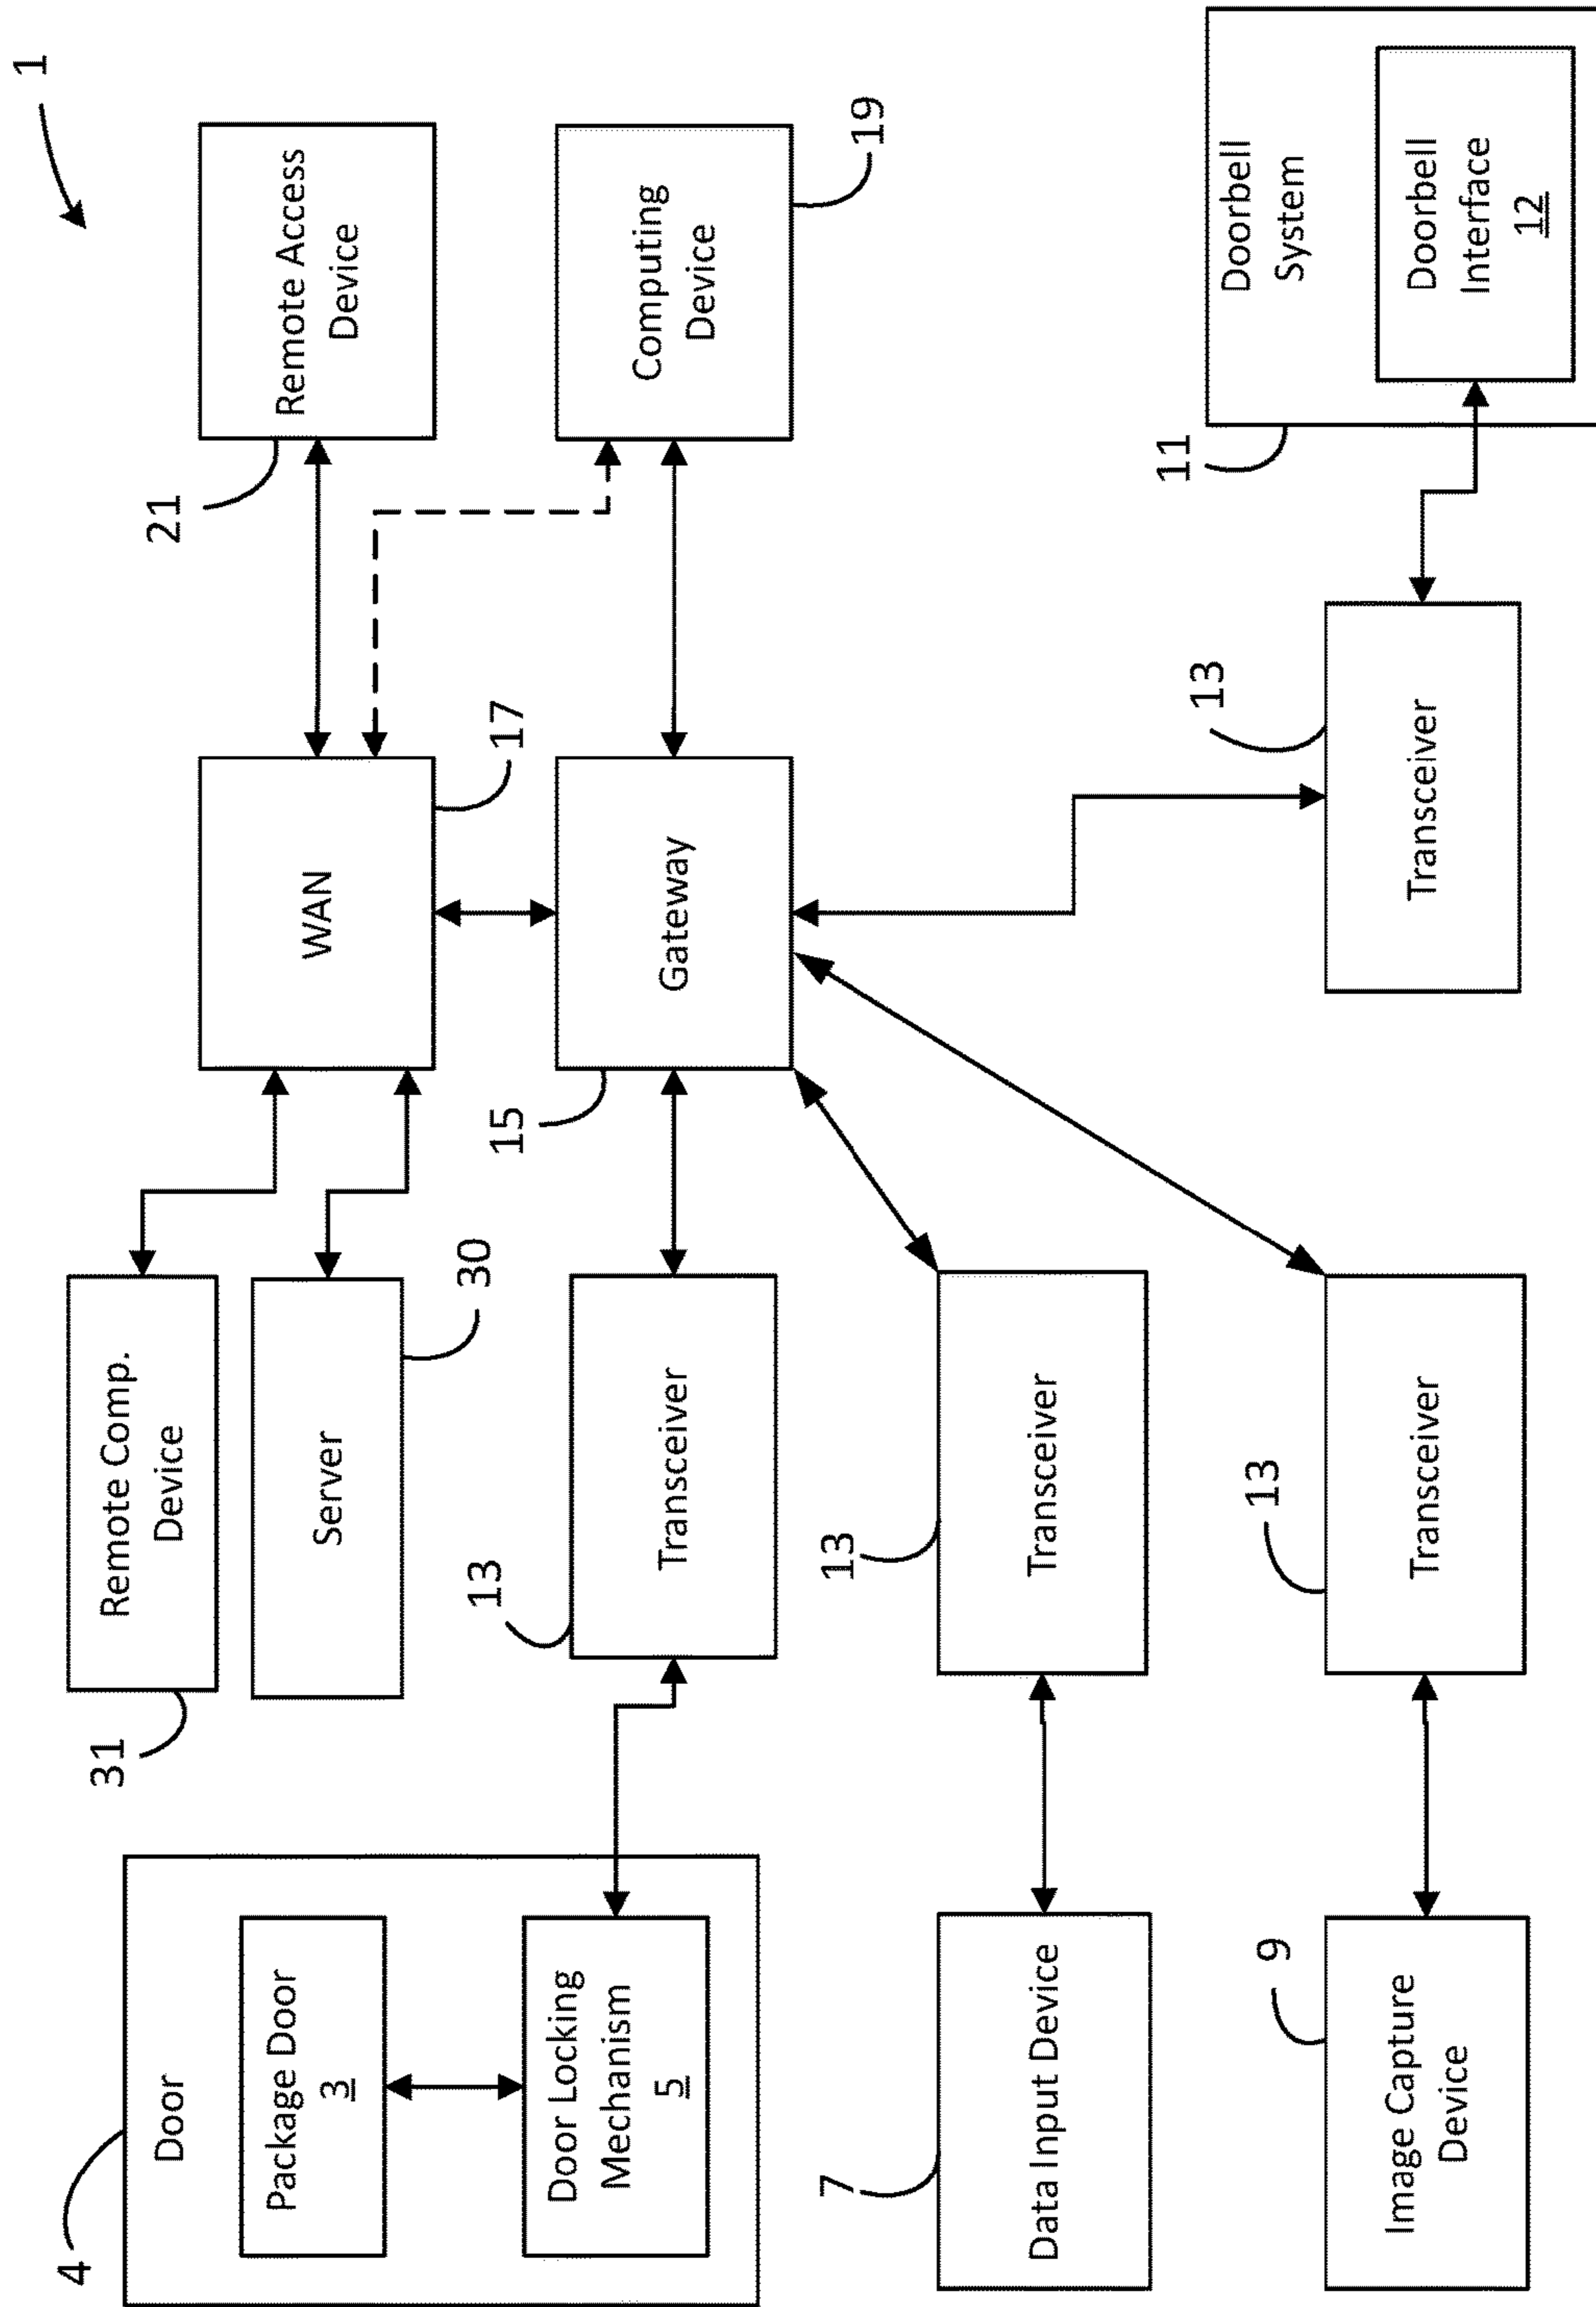 1
Door
4
Package Door
3
Door Locking
Mechanism
5
31
Remote Comp.
Device
Server
30
WAN
17
21
Remote Access
Device
13
Transceiver
15
Gateway
Computing
Device
19
7
Data Input Device
13
Transceiver
9
Image Capture
Device
13
Transceiver
13
Transceiver
11
Doorbell
System
Doorbell
Interface
12